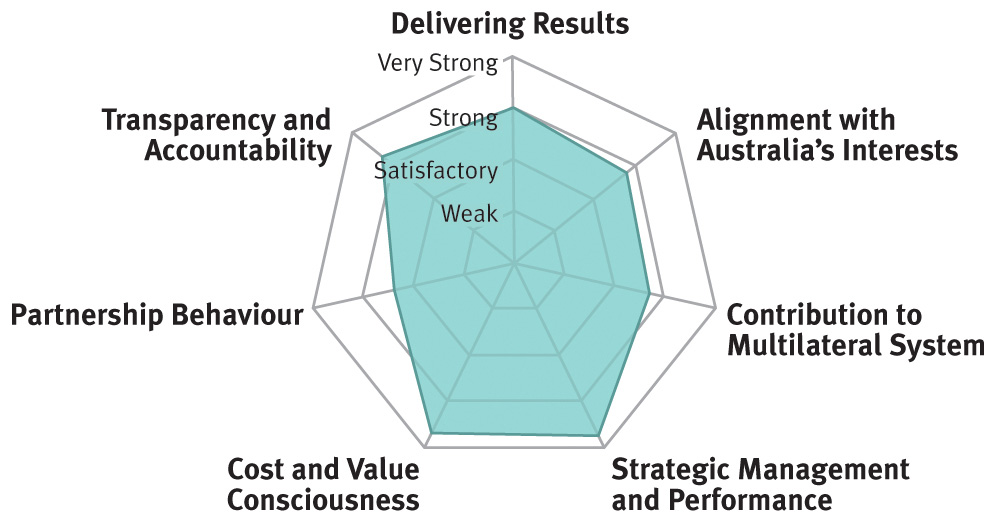 Delivering Results
Very Strong
Strong
Satisfactory
Weak
Transparency and
Accountability
Alignment with
Australia’s Interests
Partnership Behaviour
Contribution to
Multilateral System
Cost and Value
Consciousness
Strategic Management
and Performance